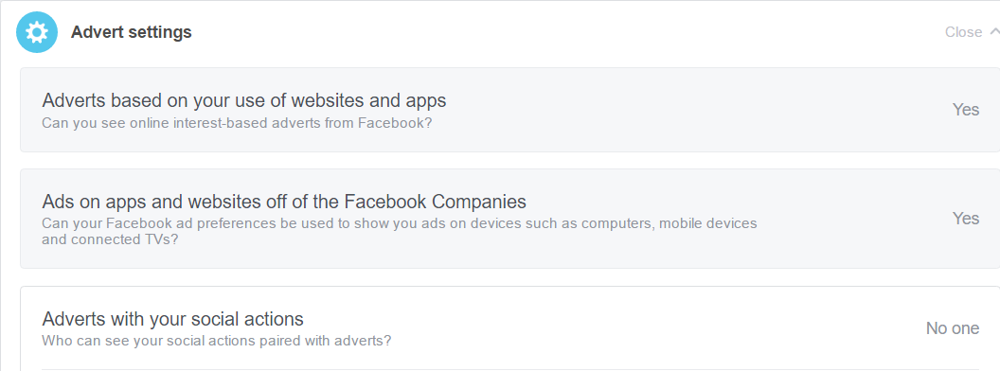 Advert settings
Close
Adverts based on your use of websites and apps
Yes
Can you see online interest-based adverts from Facebook?
Ads on apps and websites off of the Facebook Companies
Yes
Can your Facebook ad preferences be used to show you ads on devices such as computers, mobile devices
and connected TVs?
Adverts with your social actions
No one
Who can see your social actions paired with adverts?